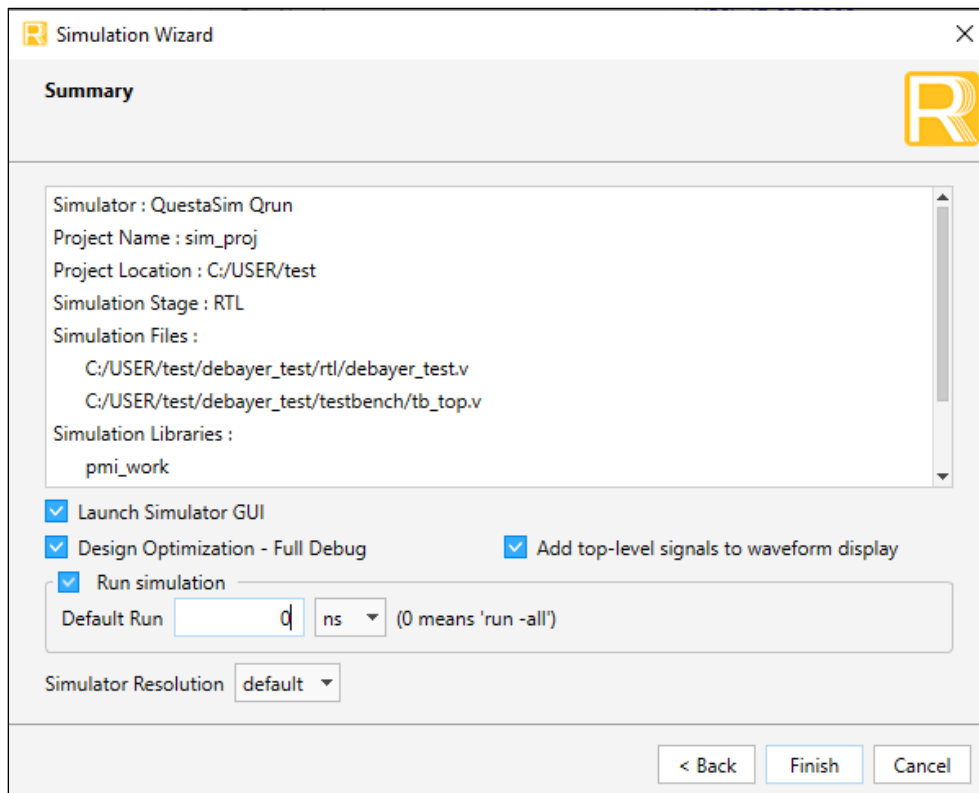 Simulation Wizard
Summary
Simulator : QuestaSim Qrun
Project Name : sim_proj
Project Location : C:/USER/test
Simulation Stage : RTL
Simulation Files :
C:/USER/test/debayer_test/rtl/debayer_test.v
C:/USER/test/debayer_test/testbench/tb_top.v
Simulation Libraries :
pmi_work
Launch Simulator GUI
Design Optimization - Full Debug Add top-level signals to waveform display
Run simulation
Default Run 0 ns (0 means 'run -all')
Simulator Resolution default
< Back Finish Cancel